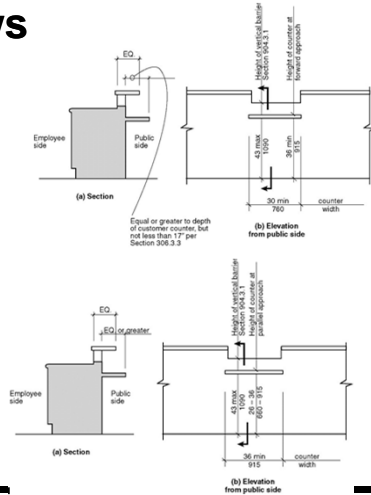 ws
EQ
Employee
side
Public
side
(a) Section
Equal or greater to depth
of customer counter, but
not less than 17" per
Section 306.3.3
Height of vertical barrier
Section 904.3.1
Height of counter at
forward approach
43 max
1090
36 min
915
30 min
760
counter
width
(b) Elevation
from public side
EQ
EQ or greater
Employee
side
Public
side
(a) Section
Height of vertical barrier
Section 904.3.1
Height of counter at
parallel approach
43 max
1090
26 – 36
660 – 915
36 min
915
counter
width
(b) Elevation
from public side